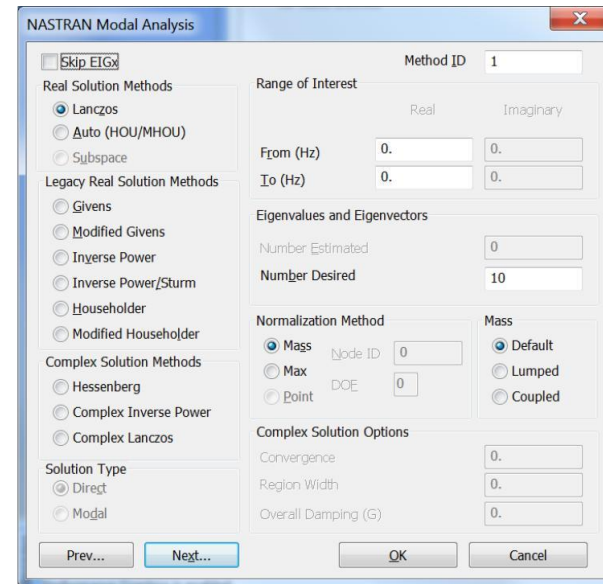 NASTRAN Modal Analysis
Skip EIGx
Method ID 1
Real Solution Methods
Lanczos
Auto (HOU/MHOU)
Subspace
Legacy Real Solution Methods
Givens
Modified Givens
Inverse Power
Inverse Power/Sturm
Householder
Modified Householder
Complex Solution Methods
Hessenberg
Complex Inverse Power
Complex Lanczos
Solution Type
Direct
Modal
Range of Interest
Real Imaginary
From (Hz) 0. 0.
To (Hz) 0. 0.
Eigenvalues and Eigenvectors
Number Estimated 0
Number Desired 10
Normalization Method
Mass Node ID 0
Max DOF 0
Point
Mass
Default
Lumped
Coupled
Complex Solution Options
Convergence 0.
Region Width 0.
Overall Damping (G) 0.
Prev... Next... OK Cancel